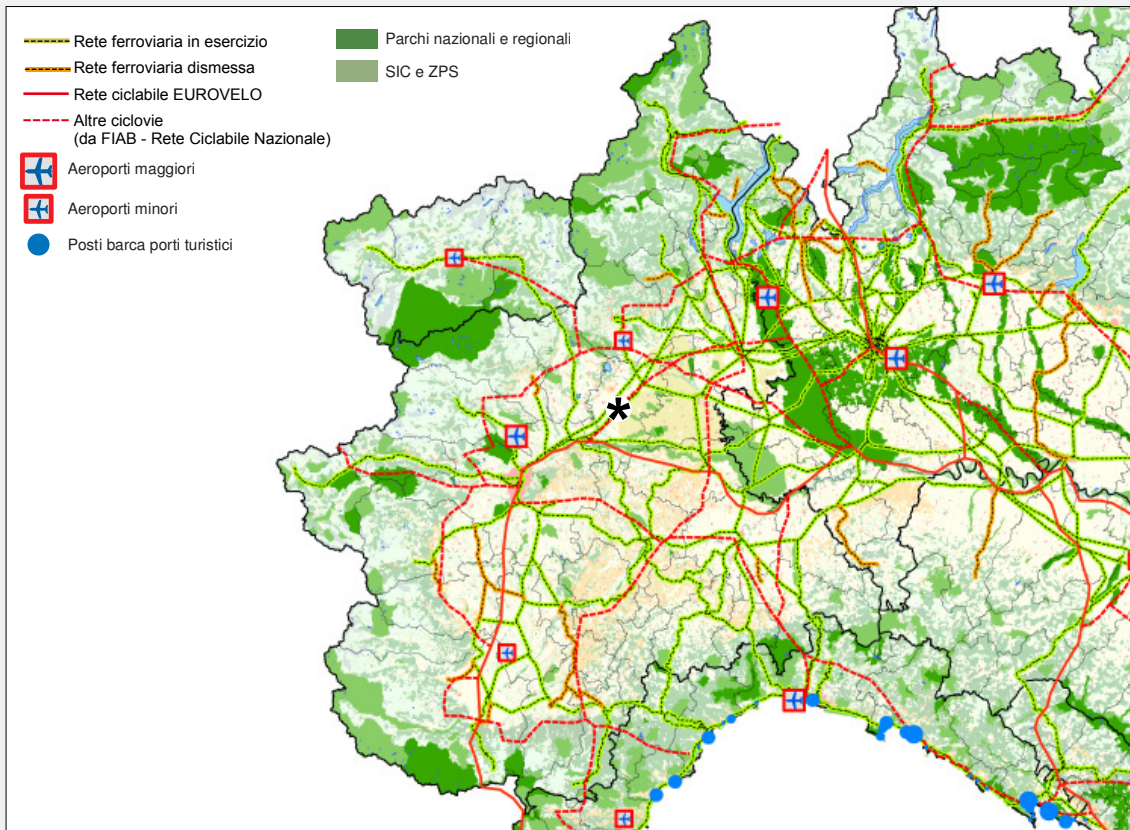 Rete ferroviaria in esercizio
Rete ferroviaria dismessa
Rete ciclabile EUROVELO
Altre ciclovie
(da FIAB - Rete Ciclabile Nazionale)
Aeroporti maggiori
Aeroporti minori
Posti barca porti turistici
Parchi nazionali e regionali
SIC e ZPS
*